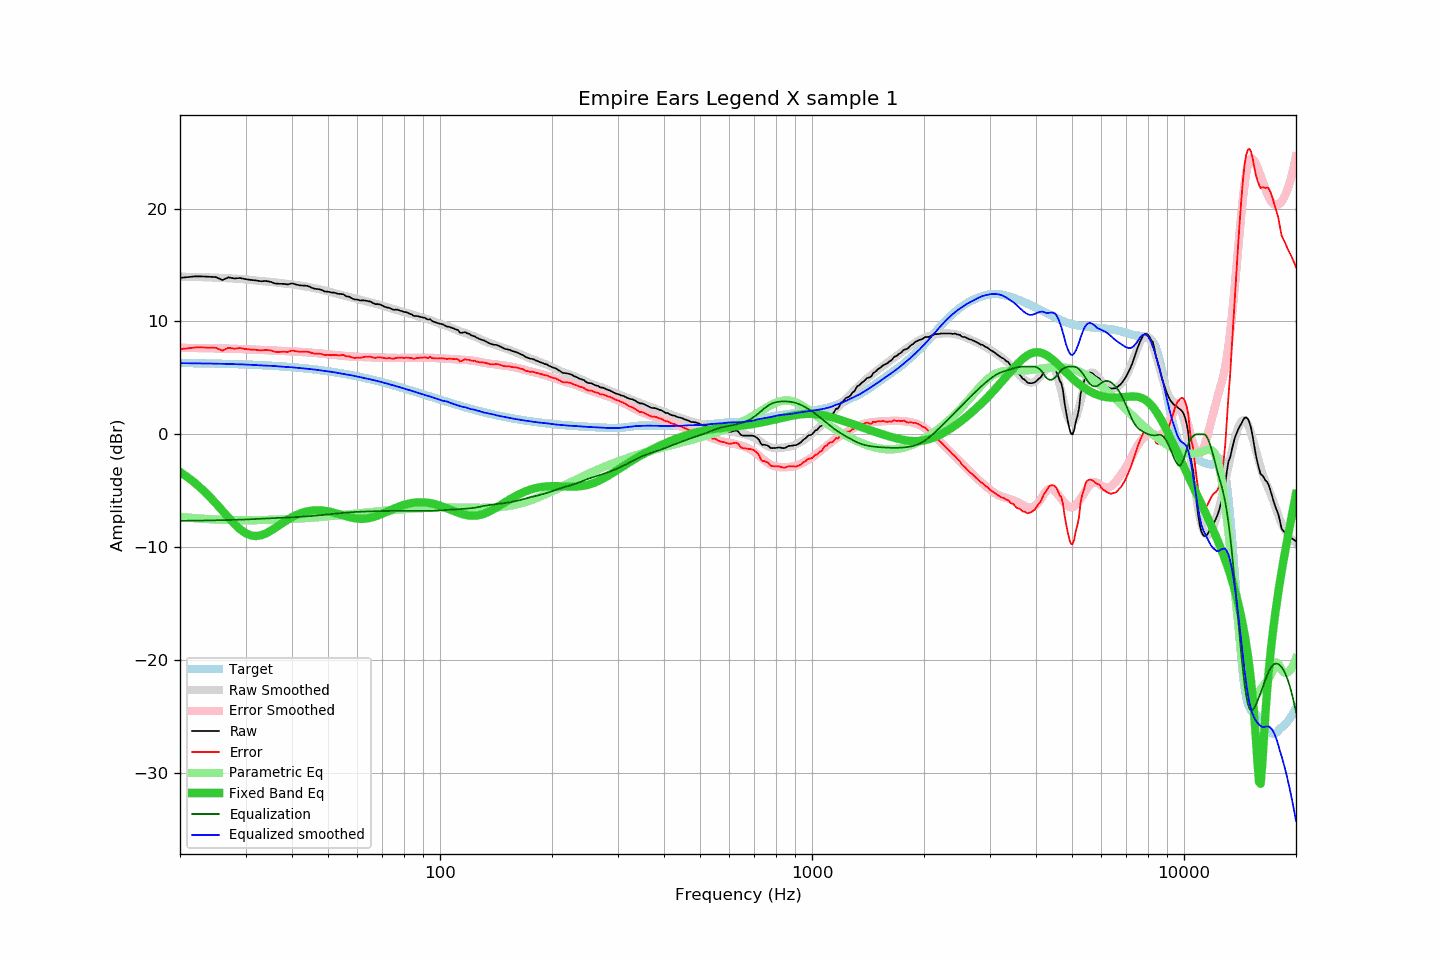 Empire Ears Legend X sample 1
Amplitude (dBr)
20
10
0
−10
−20
−30
Target
Raw Smoothed
Error Smoothed
Raw
Error
Parametric Eq
Fixed Band Eq
Equalization
Equalized smoothed
100
1000
10000
Frequency (Hz)